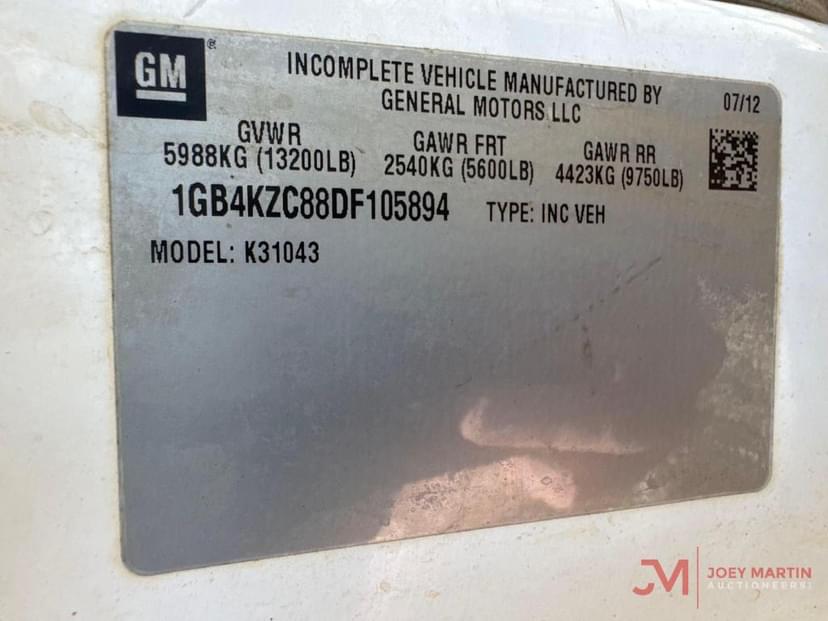 GM®
INCOMPLETE VEHICLE MANUFACTURED BY
GENERAL MOTORS LLC
07/12
GVWR
5988KG (13200LB)
GAWR FRT
2540KG (5600LB)
GAWR RR
4423KG (9750LB)
1GB4KZC88DF105894 TYPE: INC VEH
MODEL: K31043
JM JOEY MARTIN
AUCTIONEERS